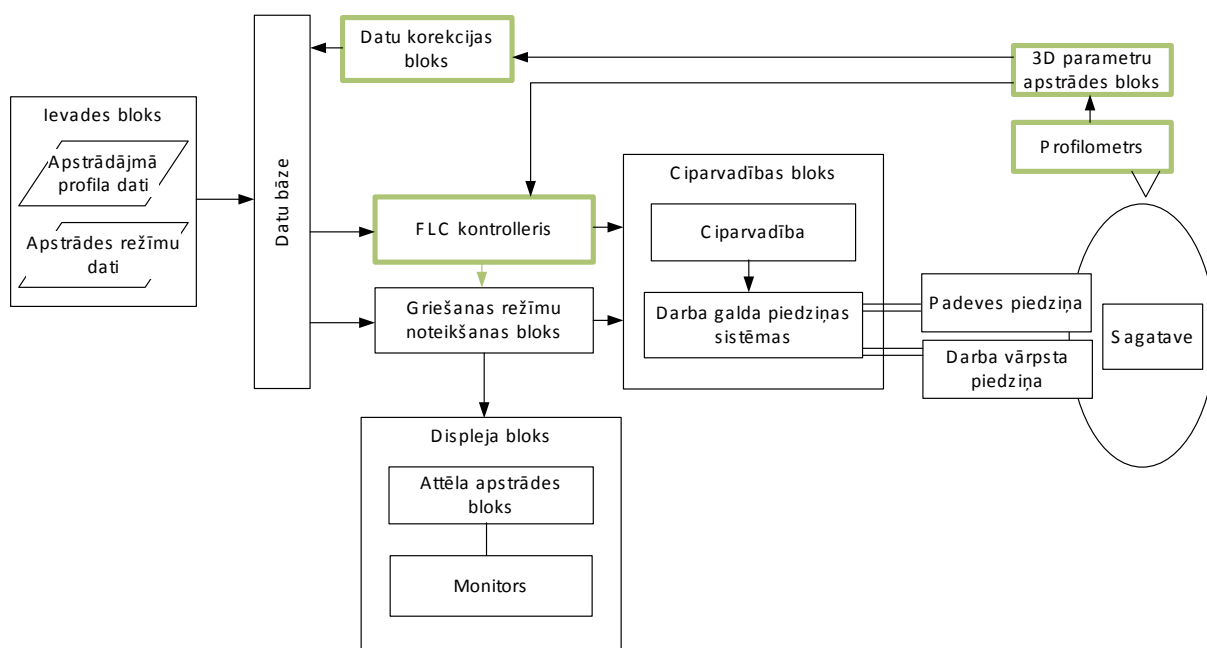 Datu korekcijas
bloks
3D parametru
apstrādes bloks
Profilometrs
Ievades bloks
Apstrādājmā
profila dati
Apstrādes režīmu
dati
Datu bāze
FLC kontrolleris
Griešanas režīmu
noteikšanas bloks
Ciparvadības bloks
Ciparvadība
Darba galda piedziņas
sistēmas
Padeves piedziņa
Darba vārpsta
piedziņa
Sagatave
Displeja bloks
Attēla apstrādes
bloks
Monitors